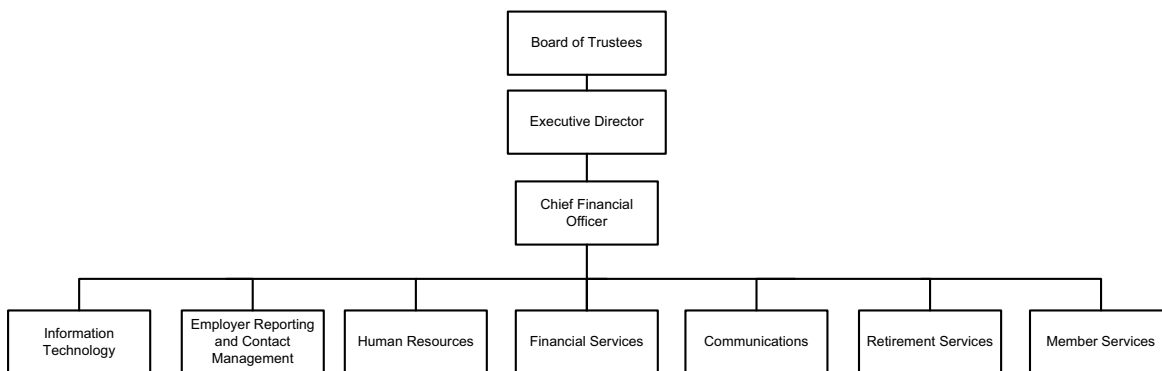 Board of Trustees
Executive Director
Chief Financial
Officer
Information
Technology
Employer Reporting
and Contact
Management
Human Resources
Financial Services
Communications
Retirement Services
Member Services